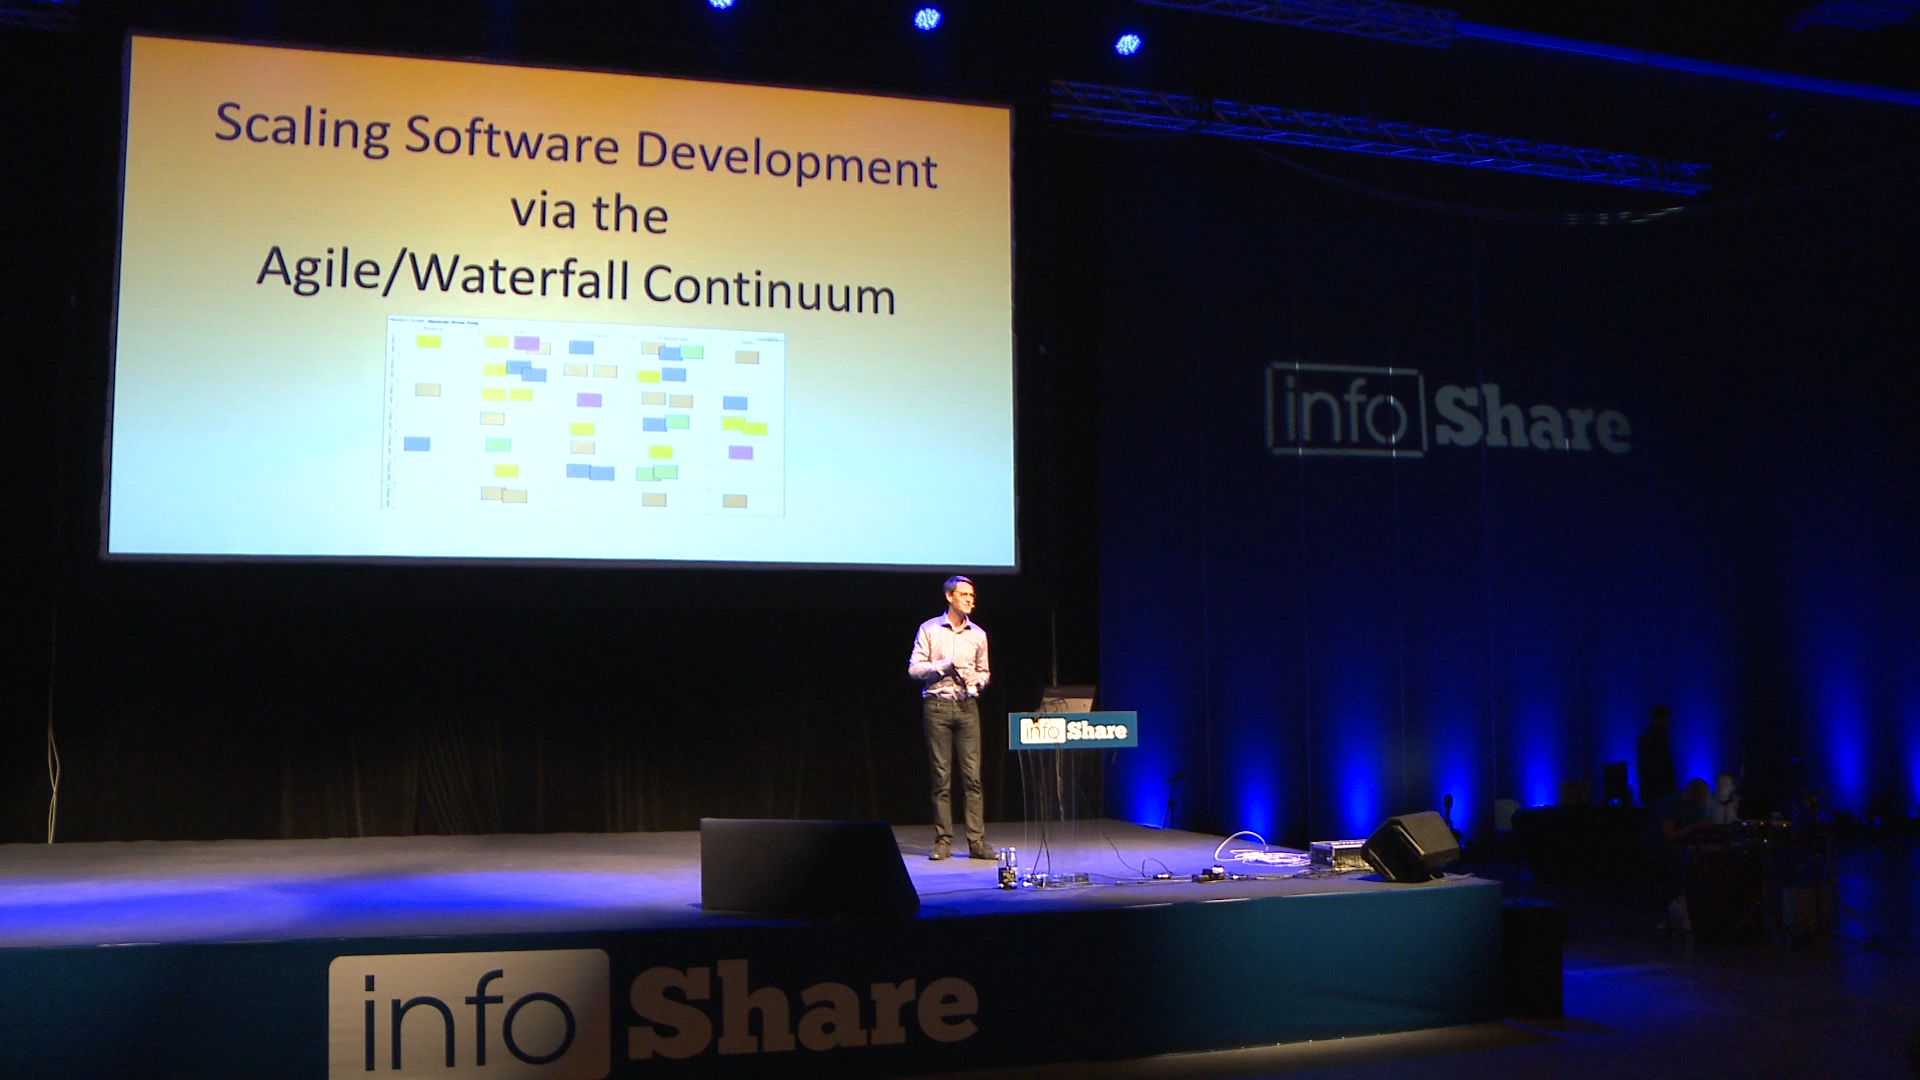 Scaling Software Development
via the
Agile/Waterfall Continuum
info Share
info Share
info Share